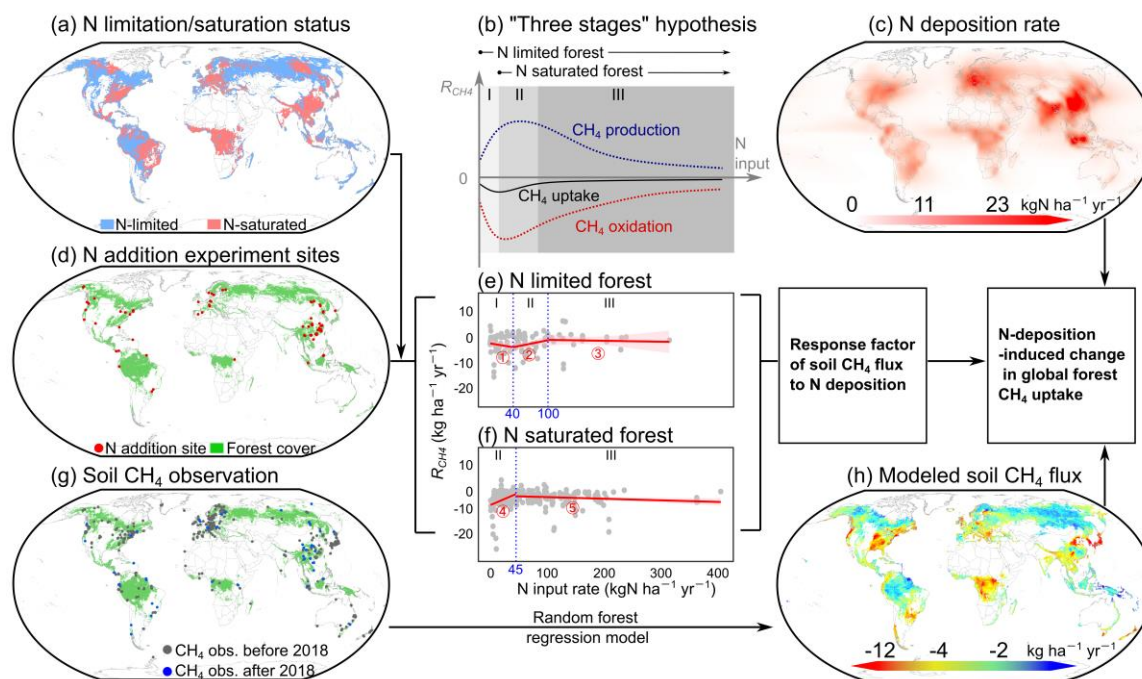 (a) N limitation/saturation status
N-limited
N-saturated
(b) "Three stages" hypothesis
N limited forest
N saturated forest
R_CH4
I
II
III
CH₄ production
N
input
0
CH₄ uptake
CH₄ oxidation
(c) N deposition rate
0 11 23 kgN ha⁻¹ yr⁻¹
(d) N addition experiment sites
N addition site
Forest cover
(e) N limited forest
I II III
10
0
-10
-20
① ② ③
40 100
R_CH4 (kg ha⁻¹ yr⁻¹)
(f) N saturated forest
II III
10
0
-10
-20
④ ⑤
0 100 200 300 400
45
N input rate (kgN ha⁻¹ yr⁻¹)
Response factor
of soil CH₄ flux
to N deposition
N-deposition
-induced change
in global forest
CH₄ uptake
(g) Soil CH₄ observation
CH₄ obs. before 2018
CH₄ obs. after 2018
Random forest
regression model
(h) Modeled soil CH₄ flux
-12 -4 -2 kg ha⁻¹ yr⁻¹